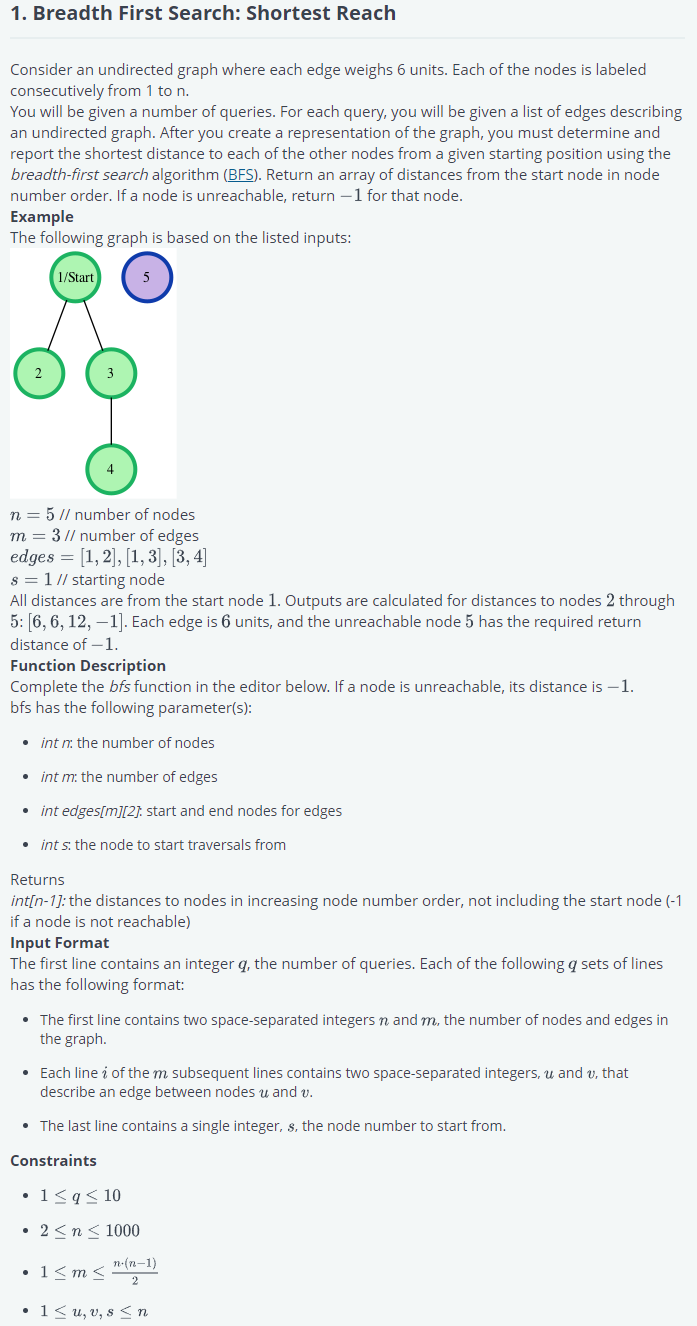 1. Breadth First Search: Shortest Reach
Consider an undirected graph where each edge weighs 6 units. Each of the nodes is labeled
consecutively from 1 to n.
You will be given a number of queries. For each query, you will be given a list of edges describing
an undirected graph. After you create a representation of the graph, you must determine and
report the shortest distance to each of the other nodes from a given starting position using the
breadth-first search algorithm (BFS). Return an array of distances from the start node in node
number order. If a node is unreachable, return −1 for that node.
Example
The following graph is based on the listed inputs:
1/Start 5
2 3
4
n = 5 // number of nodes
m = 3 // number of edges
edges = [1, 2], [1, 3], [3, 4]
s = 1 // starting node
All distances are from the start node 1. Outputs are calculated for distances to nodes 2 through
5: [6, 6, 12, −1]. Each edge is 6 units, and the unreachable node 5 has the required return
distance of −1.
Function Description
Complete the bfs function in the editor below. If a node is unreachable, its distance is −1.
bfs has the following parameter(s):
• int n: the number of nodes
• int m: the number of edges
• int edges[m][2]: start and end nodes for edges
• int s: the node to start traversals from
Returns
int[n-1]: the distances to nodes in increasing node number order, not including the start node (-1
if a node is not reachable)
Input Format
The first line contains an integer q, the number of queries. Each of the following q sets of lines
has the following format:
• The first line contains two space-separated integers n and m, the number of nodes and edges in
the graph.
• Each line i of the m subsequent lines contains two space-separated integers, u and v, that
describe an edge between nodes u and v.
• The last line contains a single integer, s, the node number to start from.
Constraints
• 1 ≤ q ≤ 10
• 2 ≤ n ≤ 1000
• 1 ≤ m ≤ n·(n−1)/2
• 1 ≤ u, v, s ≤ n